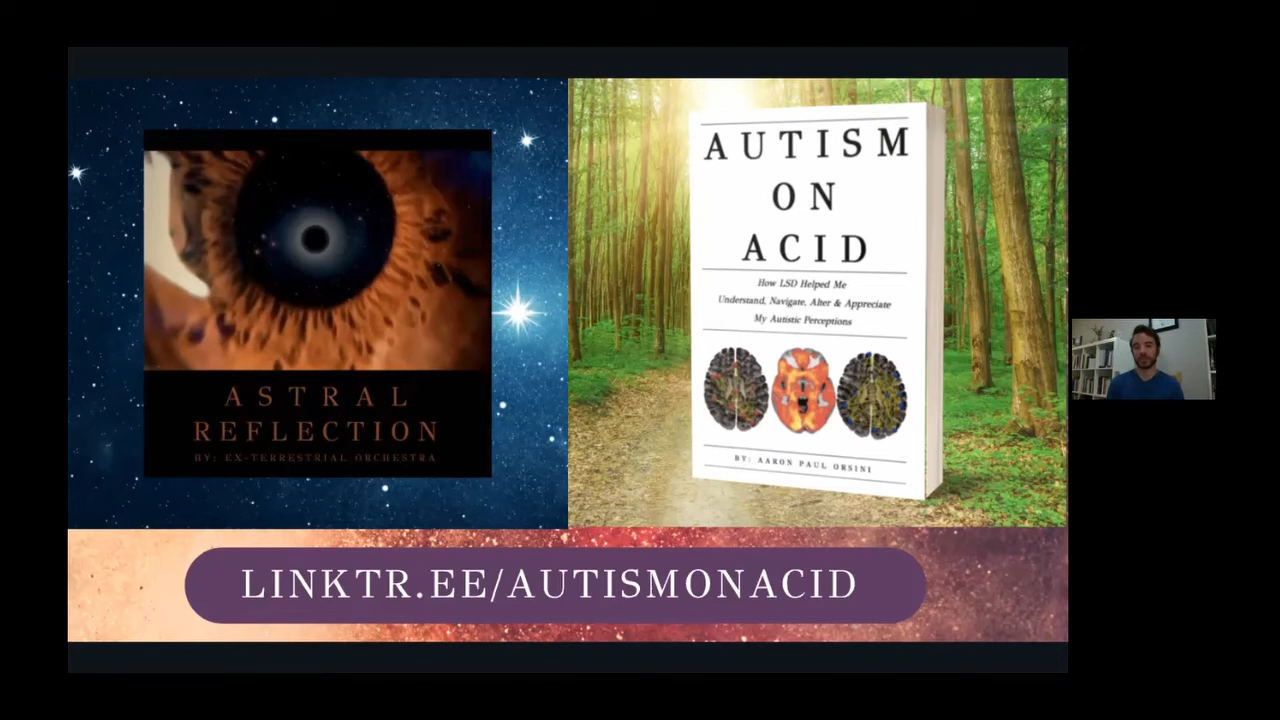 ASTRAL
REFLECTION
BY: EX-TERRESTRIAL ORCHESTRA
AUTISM
ON
ACID
How LSD Helped Me
Understand, Navigate, Alter & Appreciate
My Autistic Perceptions
BY: AARON PAUL ORSINI
LINKTR.EE/AUTISMONACID